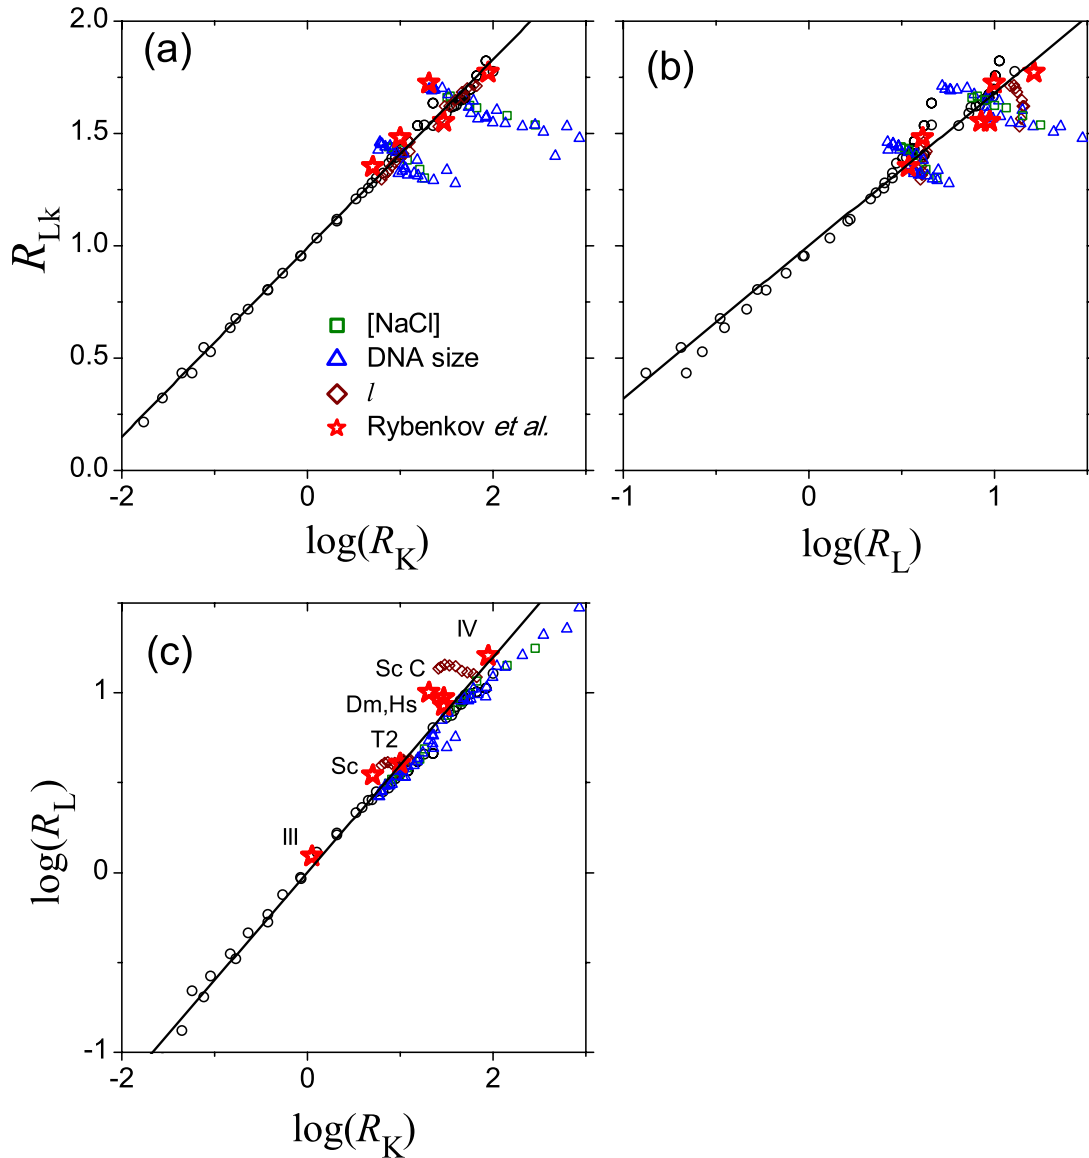 (a)
(b)
2.0
1.5
1.0
0.5
0.0
R_Lk
[NaCl]
DNA size
l
Rybenkov et al.
-2
0
2
log(R_K)
-1
0
1
log(R_L)
(c)
IV
Sc C
Dm,Hs
T2
Sc
III
1
0
-1
log(R_L)
-2
0
2
log(R_K)